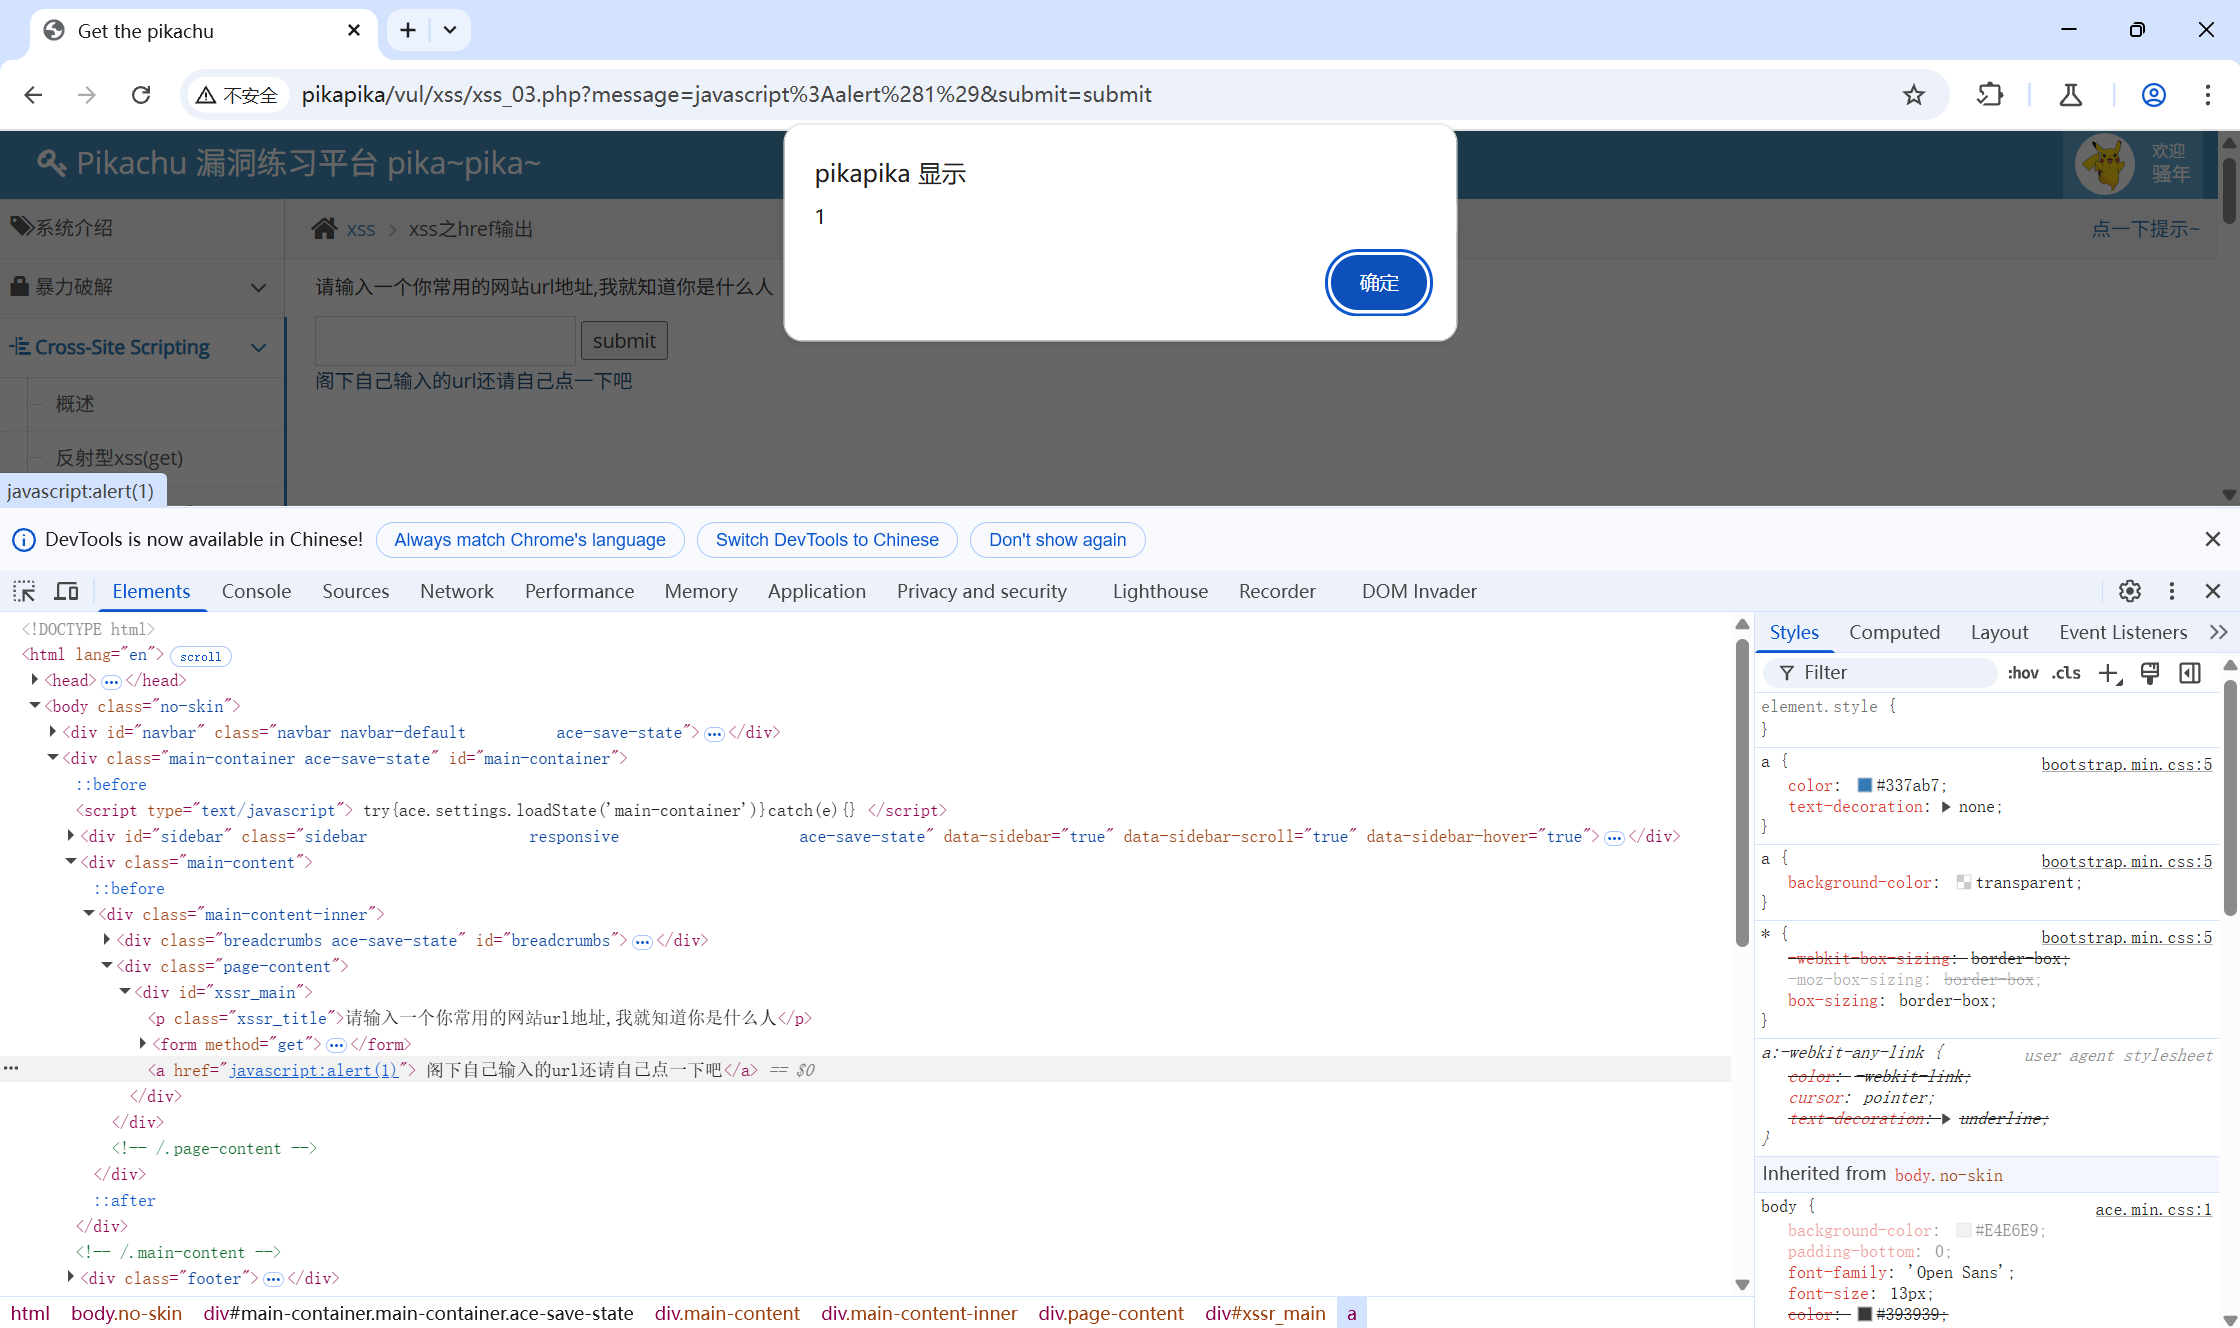 Get the pikachu
不安全
pikapika/vul/xss/xss_03.php?message=javascript%3Aalert%281%29&submit=submit
Pikachu 漏洞练习平台 pika~pika~
欢迎
骚年
pikapika 显示
1
确定
系统介绍
xss > xss之href输出
点一下提示~
暴力破解
请输入一个你常用的网站url地址,我就知道你是什么人
Cross-Site Scripting
submit
阁下自己输入的url还请自己点一下吧
概述
反射型xss(get)
javascript:alert(1)
DevTools is now available in Chinese!
Always match Chrome's language
Switch DevTools to Chinese
Don't show again
Elements Console Sources Network Performance Memory Application Privacy and security Lighthouse Recorder DOM Invader
<!DOCTYPE html>
<html lang="en"> scroll
<head> ... </head>
<body class="no-skin">
<div id="navbar" class="navbar navbar-default ace-save-state"> ... </div>
<div class="main-container ace-save-state" id="main-container">
::before
<script type="text/javascript"> try{ace.settings.loadState('main-container')}catch(e){} </script>
<div id="sidebar" class="sidebar responsive ace-save-state" data-sidebar="true" data-sidebar-scroll="true" data-sidebar-hover="true"> ... </div>
<div class="main-content">
::before
<div class="main-content-inner">
<div class="breadcrumbs ace-save-state" id="breadcrumbs"> ... </div>
<div class="page-content">
<div id="xssr_main">
<p class="xssr_title">请输入一个你常用的网站url地址,我就知道你是什么人</p>
<form method="get"> ... </form>
<a href="javascript:alert(1)"> 阁下自己输入的url还请自己点一下吧</a> == $0
</div>
</div>
<!-- /.page-content -->
</div>
::after
</div>
<!-- /.main-content -->
<div class="footer"> ... </div>
html body.no-skin div#main-container.main-container.ace-save-state div.main-content div.main-content-inner div.page-content div#xssr_main a
Styles Computed Layout Event Listeners
Filter :hov .cls
element.style {
}
a { bootstrap.min.css:5
color: #337ab7;
text-decoration: none;
}
a { bootstrap.min.css:5
background-color: transparent;
}
* { bootstrap.min.css:5
-webkit-box-sizing: border-box;
-moz-box-sizing: border-box;
box-sizing: border-box;
}
a:-webkit-any-link { user agent stylesheet
color: -webkit-link;
cursor: pointer;
text-decoration: underline;
}
Inherited from body.no-skin
body { ace.min.css:1
background-color: #E4E6E9;
padding-bottom: 0;
font-family: 'Open Sans';
font-size: 13px;
color: #393939;